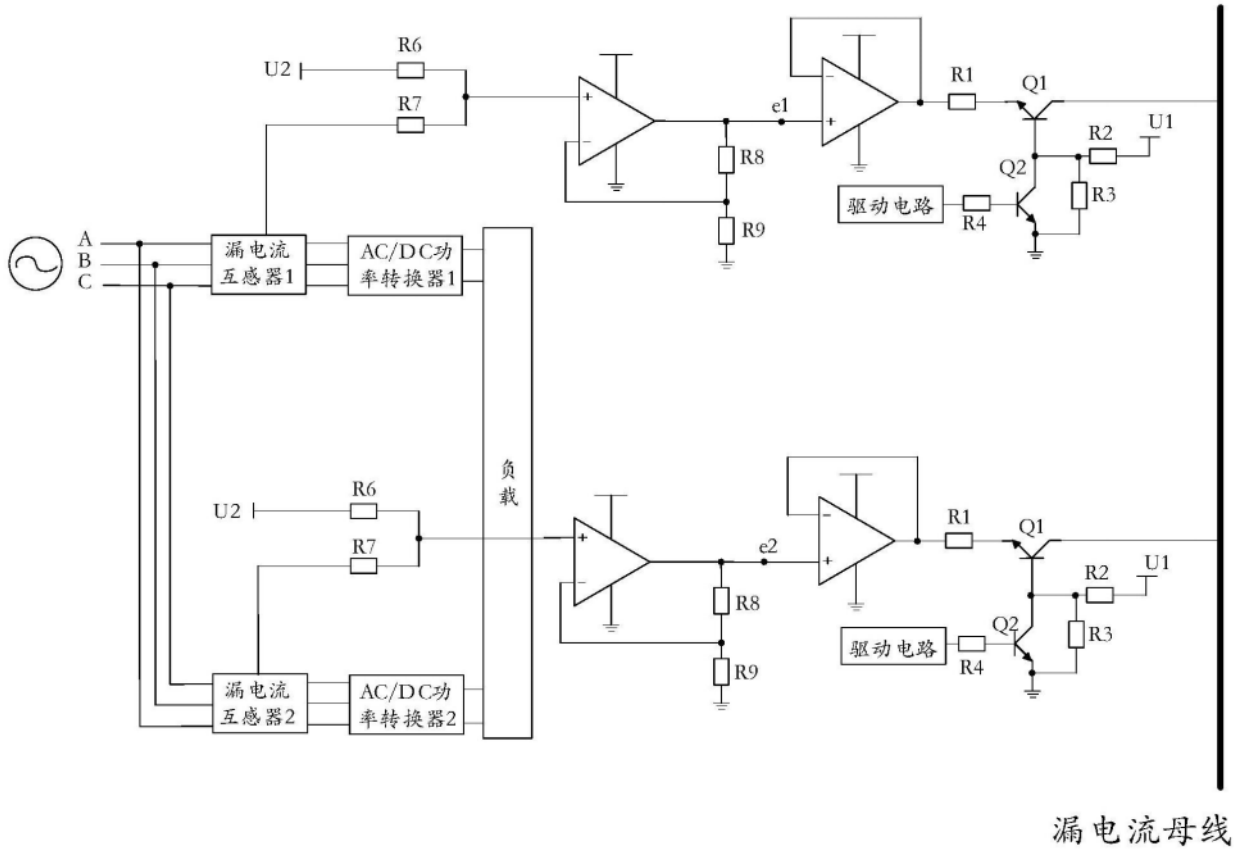 R6
U2
R7
e1
R1
Q1
U1
R2
R8
Q2
R3
驱动电路
R4
R9
A
B
C
漏电流
互感器1
AC/DC功
率转换器1
负
载
R6
U2
R7
e2
R1
Q1
U1
R2
R8
Q2
R3
驱动电路
R4
R9
漏电流
互感器2
AC/DC功
率转换器2
漏电流母线